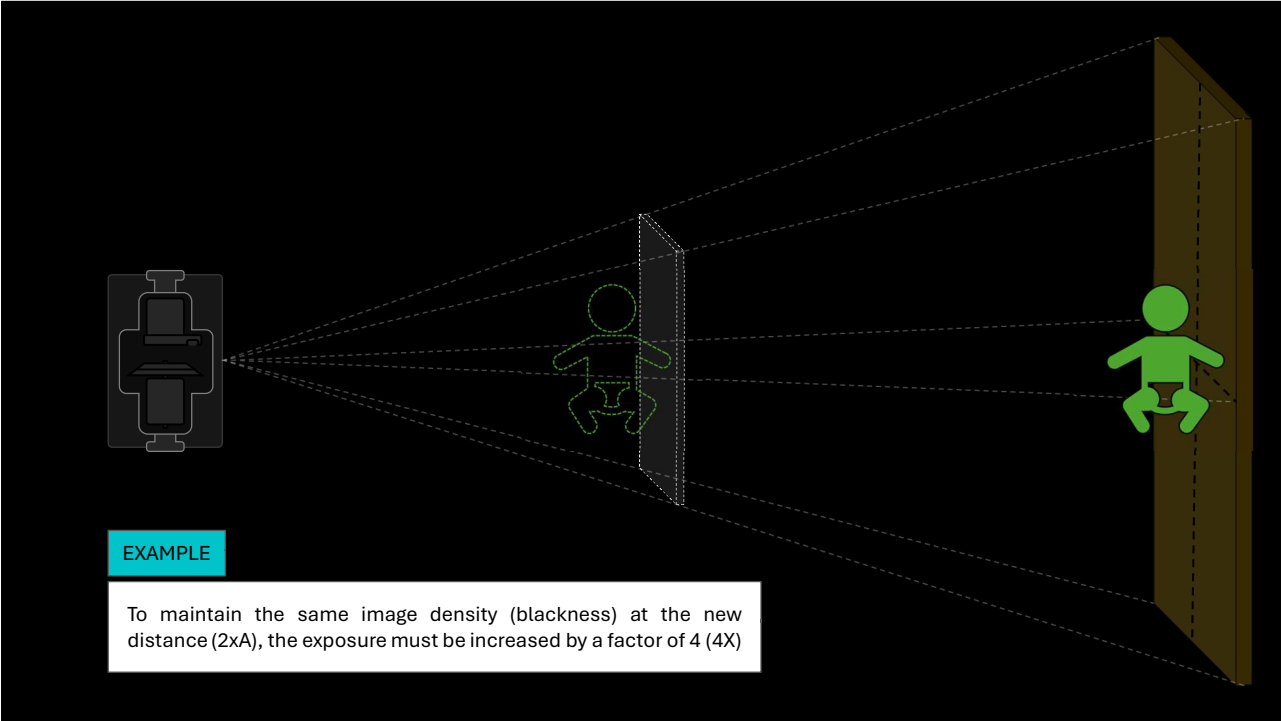 EXAMPLE
To maintain the same image density (blackness) at the new
distance (2xA), the exposure must be increased by a factor of 4 (4X)